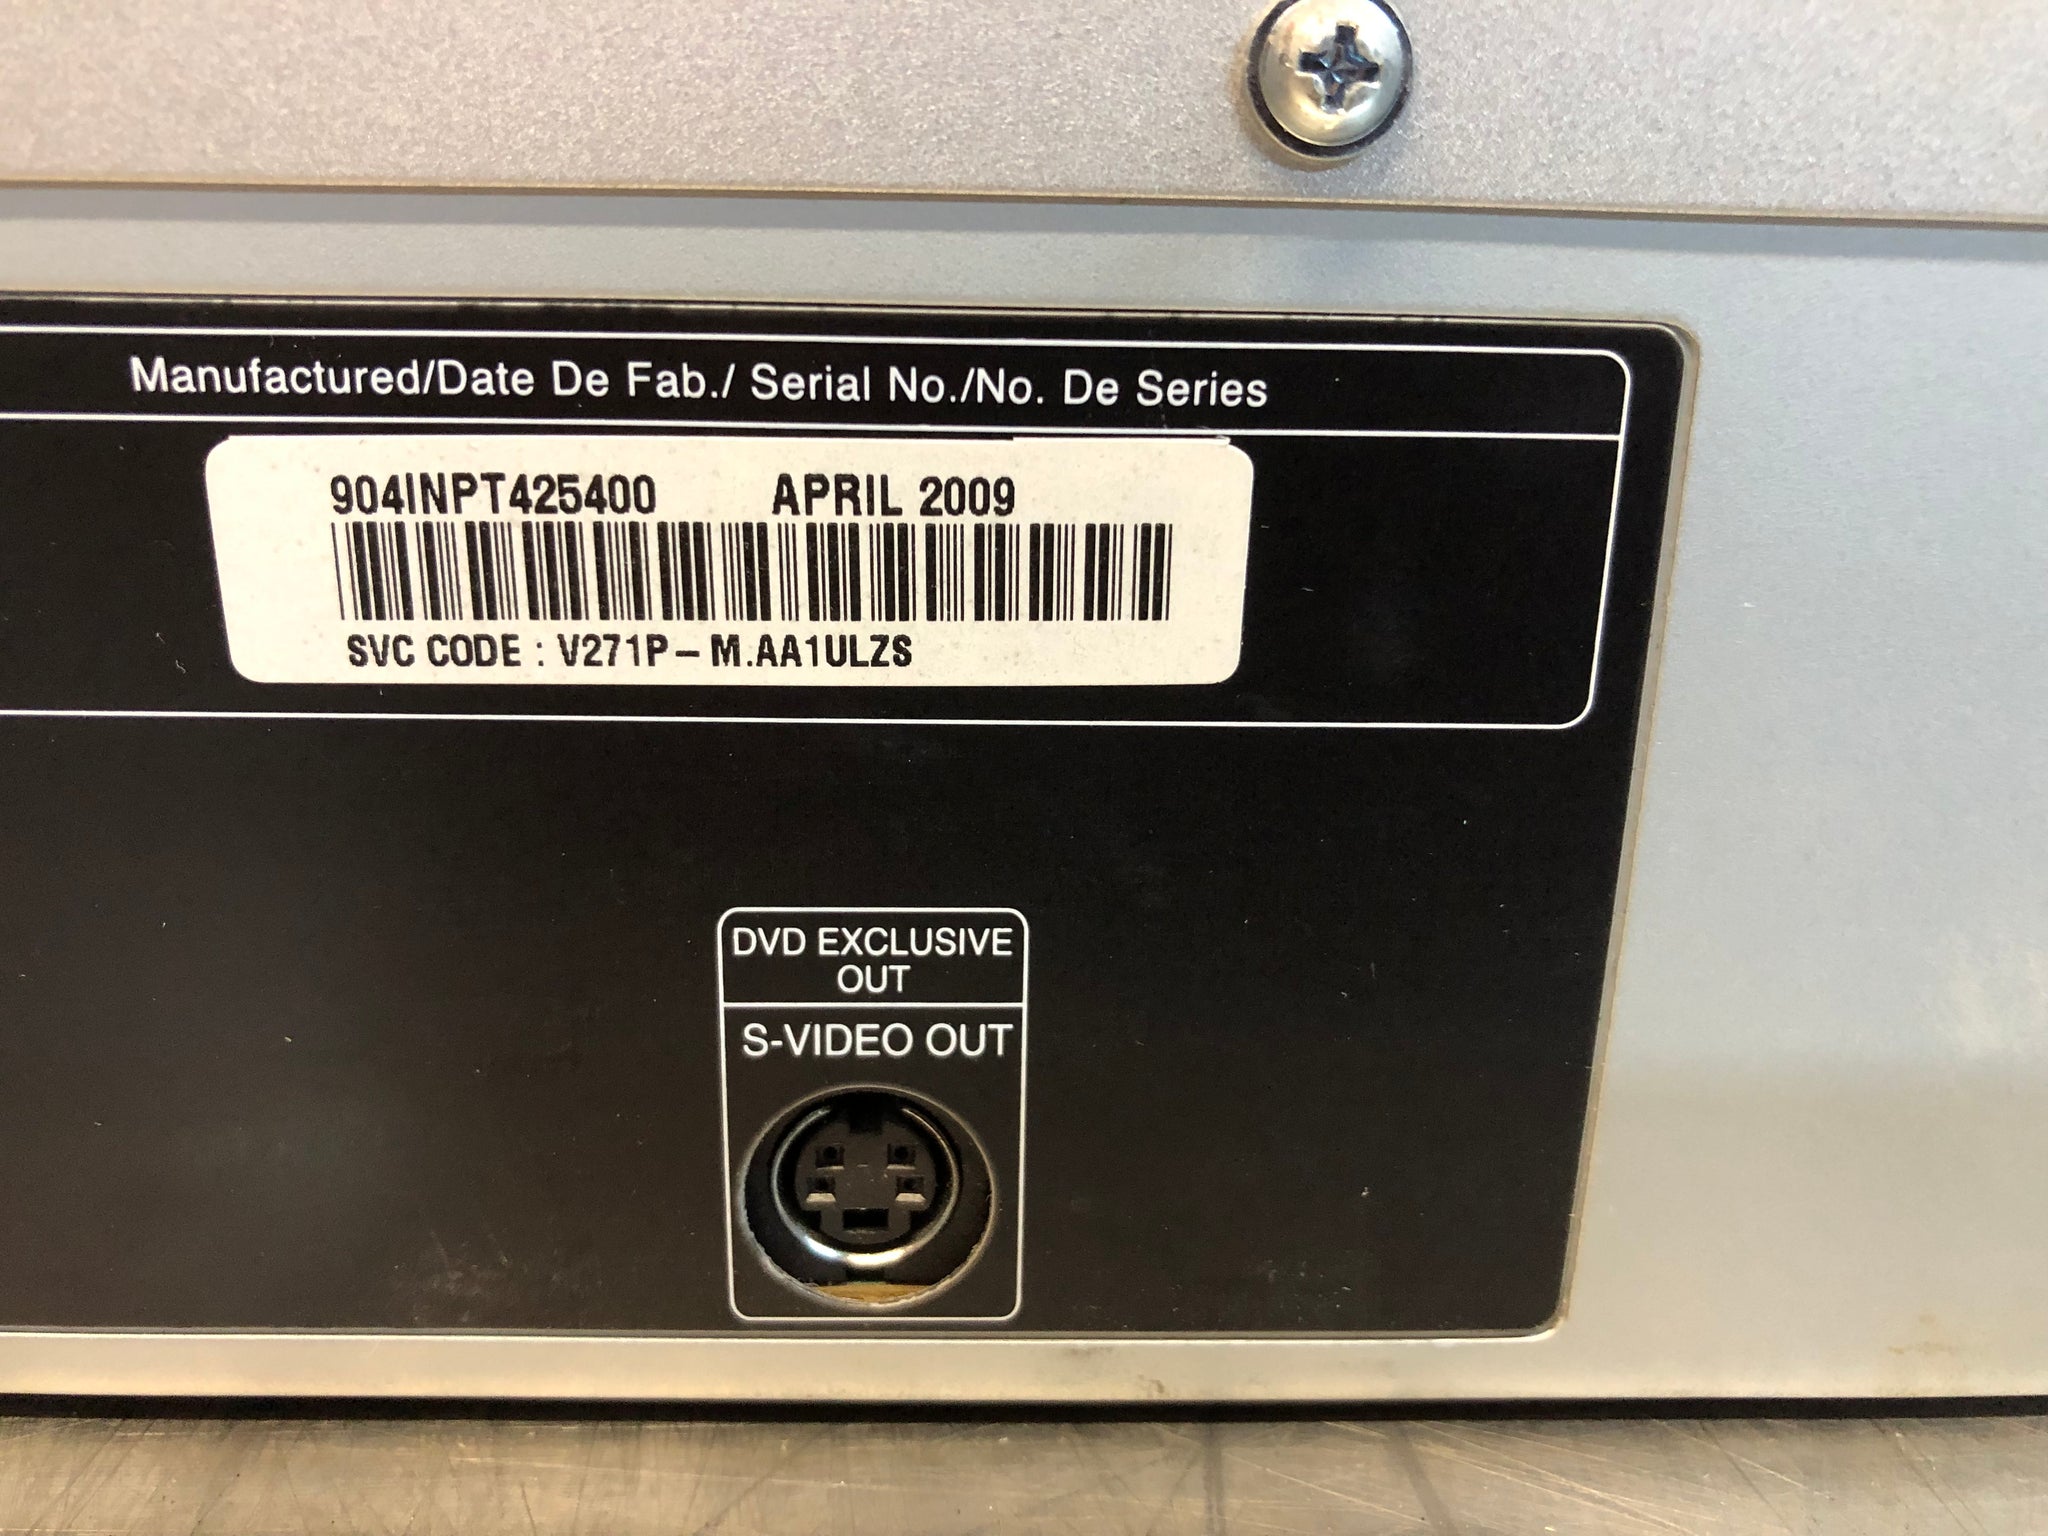 Manufactured/Date De Fab./ Serial No./No. De Series
904INPT425400 APRIL 2009
SVC CODE : V271P-M.AA1ULZS
DVD EXCLUSIVE
OUT
S-VIDEO OUT